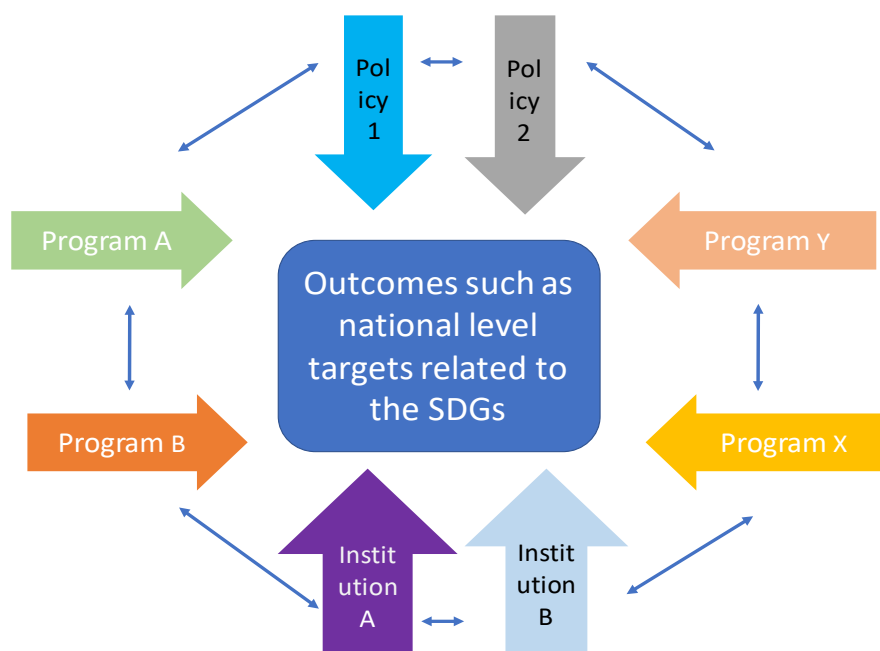 Pol
icy
1
Pol
icy
2
Program A
Program Y
Outcomes such as
national level
targets related to
the SDGs
Program B
Program X
Instit
ution
A
Instit
ution
B